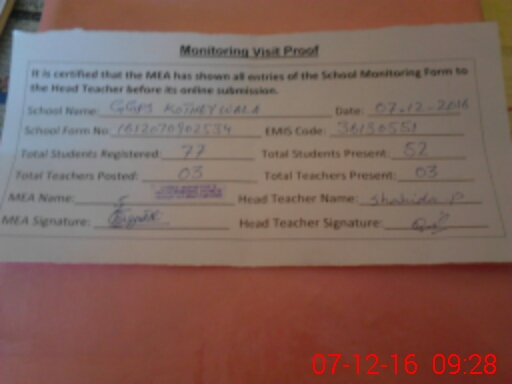 Monitoring Visit Proof
It is certified that the MEA has shown all entries of the School Monitoring Form to
the Head Teacher before its online submission.
School Name: GGPS KOTHEYWALA Date: 07-12-2016
School Form No: EMIS Code: 36130551
Total Students Registered: 77 Total Students Present: 52
Total Teachers Posted: 03 Total Teachers Present: 03
MEA Name: Head Teacher Name: Shahida P
MEA Signature: Head Teacher Signature:
07-12-16 09:28